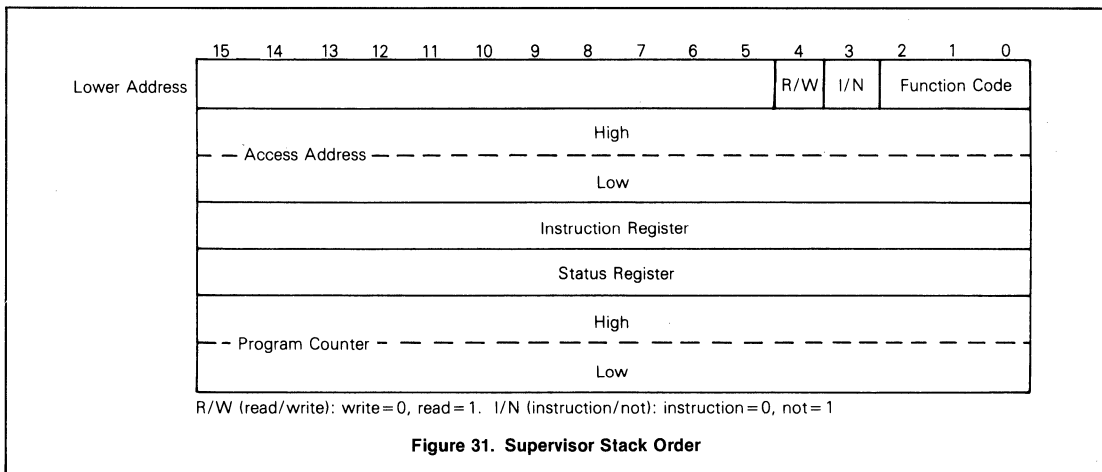 15 14 13 12 11 10 9 8 7 6 5 4 3 2 1 0
Lower Address R/W I/N Function Code
High
Access Address
Low
Instruction Register
Status Register
High
Program Counter
Low
R/W (read/write): write=0, read=1. I/N (instruction/not): instruction=0, not=1
Figure 31. Supervisor Stack Order